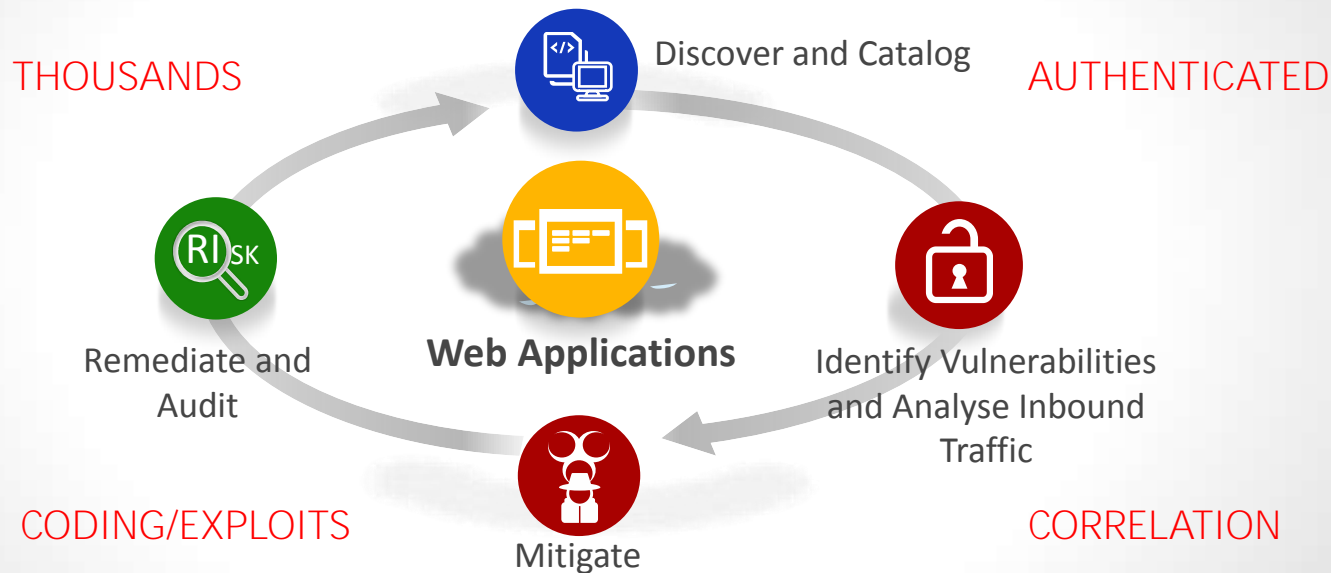 Discover and Catalog
THOUSANDS
AUTHENTICATED
</>
RISK
Web Applications
Remediate and
Audit
Identify Vulnerabilities
and Analyse Inbound
Traffic
CODING/EXPLOITS
CORRELATION
Mitigate